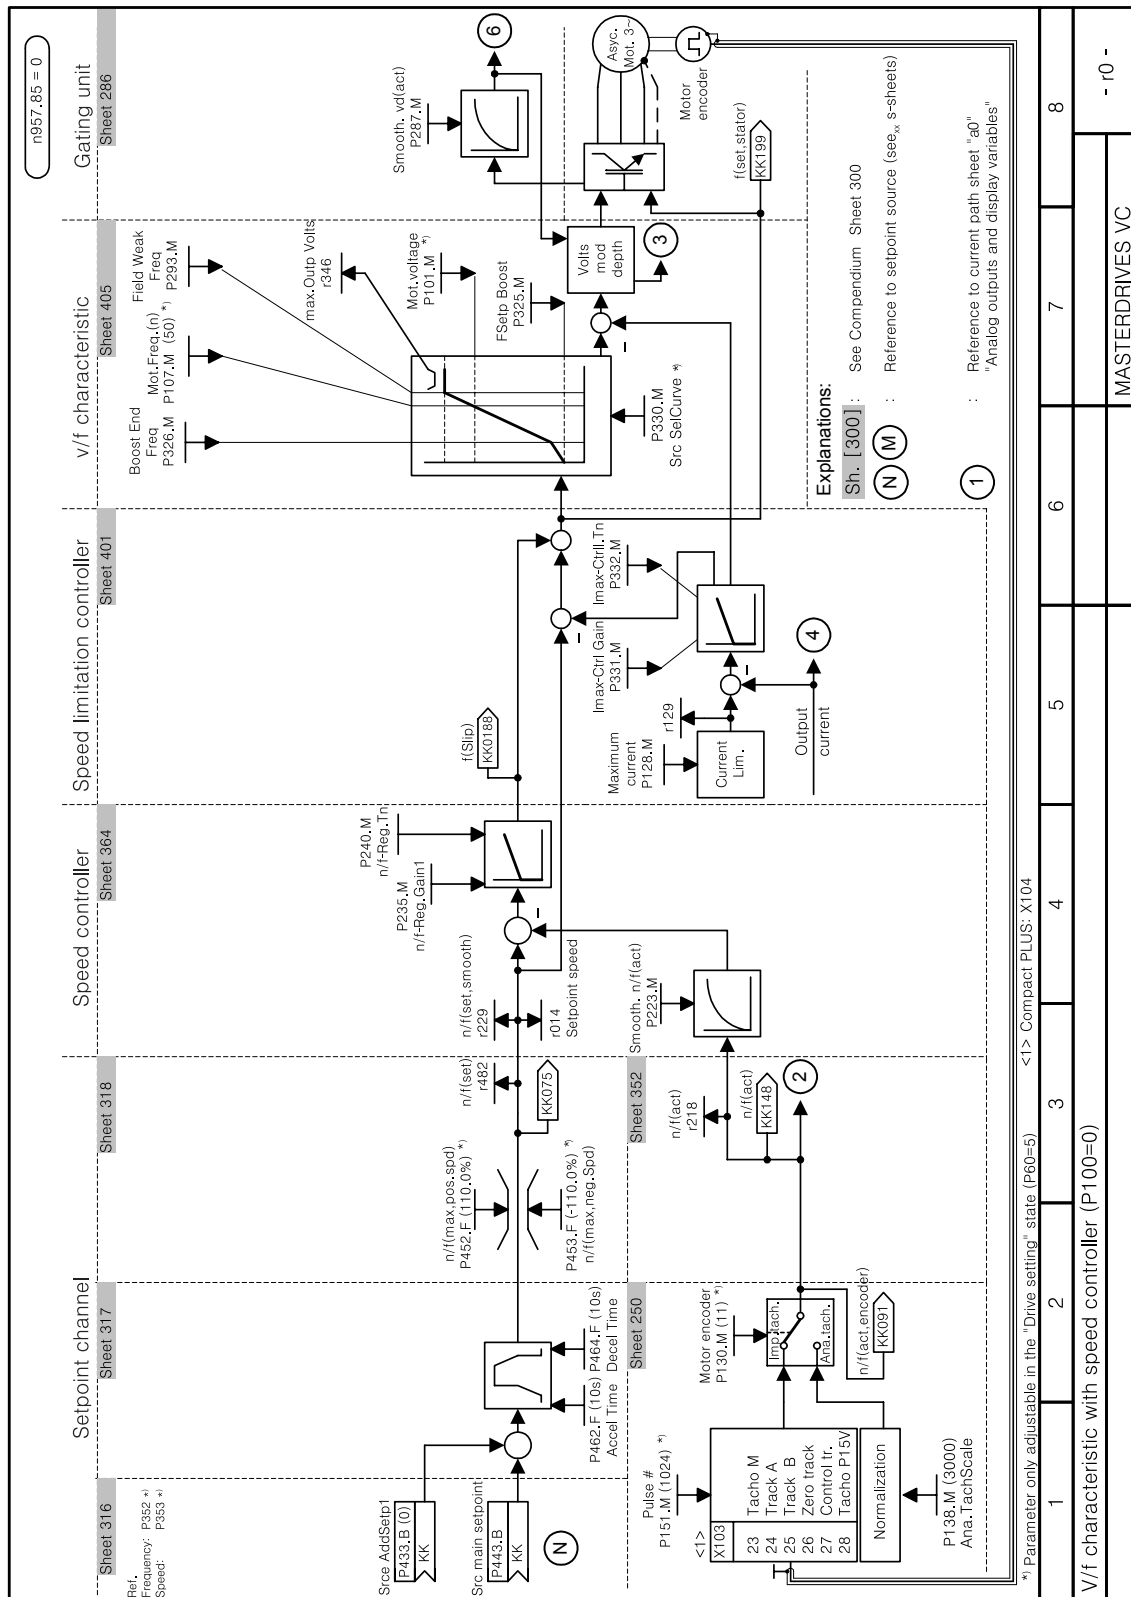 n957.85 = 0
Setpoint channel
Speed controller
Speed limitation controller
v/f characteristic
Gating unit
Sheet 316
Sheet 317
Sheet 318
Sheet 364
Sheet 401
Sheet 405
Sheet 286
Ref.
Frequency: P352 *)
Speed: P353 *)
Srce AddSetp1
P433.B (0)
KK
Src main setpoint
P443.B
KK
N
P462.F (10s)
Accel Time
P464.F (10s)
Decel Time
n/f(max,pos.spd)
P452.F (110.0%) *)
P453.F (-110.0%) *)
n/f(max,neg.Spd)
n/f(set)
r482
KK075
n/f(set,smooth)
r229
r014
Setpoint speed
P235.M
n/f-Reg.Gain1
P240.M
n/f-Reg.Tn
–
f(Slip)
KK0188
–
Imax-Ctrl Gain
P331.M
Imax-Ctrll.Tn
P332.M
Maximum
current
P128.M
r129
Current
Lim.
–
Output
current
4
Boost End
Freq
P326.M
Mot.Freq.(n)
P107.M (50) *)
Field Weak
Freq
P293.M
max.Outp Volts
r346
Mot.voltage
P101.M *)
FSetp Boost
P325.M
P330.M
Src SelCurve *)
–
Volts
mod
depth
3
Smooth. vd(act)
P287.M
6
Asyc.
Mot. 3~
Motor
encoder
f(set,stator)
KK199
Sheet 250
Sheet 352
Pulse #
P151.M (1024) *)
<1>
X103
23 Tacho M
24 Track A
25 Track B
26 Zero track
27 Control tr.
28 Tacho P15V
Normalization
P138.M (3000)
Ana.TachScale
Motor encoder
P130.M (11) *)
Imp.tach.
Ana.tach.
n/f(act,encoder)
KK091
n/f(act)
r218
n/f(act)
KK148
2
Smooth. n/f(act)
P223.M
Explanations:
Sh. [300] : See Compendium Sheet 300
N M : Reference to setpoint source (see xx s-sheets)
1 : Reference to current path sheet "a0"
"Analog outputs and display variables"
*) Parameter only adjustable in the "Drive setting" state (P60=5) <1> Compact PLUS: X104
1 2 3 4 5 6 7 8
V/f characteristic with speed controller (P100=0)
MASTERDRIVES VC
- r0 -